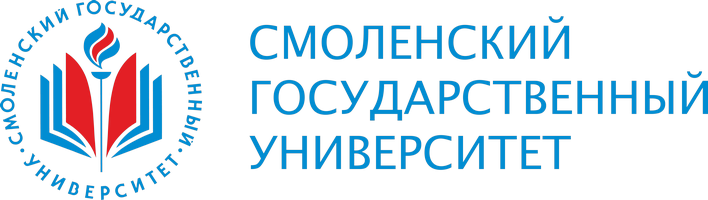 СМОЛЕНСКИЙ ГОСУДАРСТВЕННЫЙ
• УНИВЕРСИТЕТ •
СМОЛЕНСКИЙ
ГОСУДАРСТВЕННЫЙ
УНИВЕРСИТЕТ